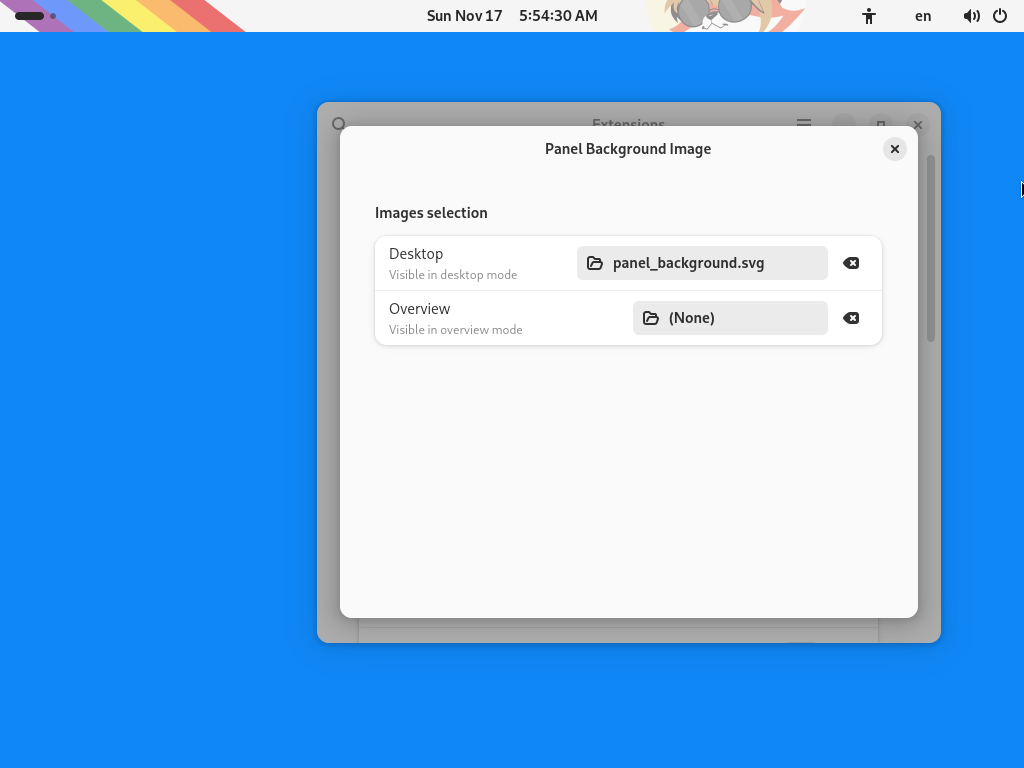 Sun Nov 17 5:54:30 AM
en
Extensions
Panel Background Image
Images selection
Desktop
Visible in desktop mode
panel_background.svg
Overview
Visible in overview mode
(None)